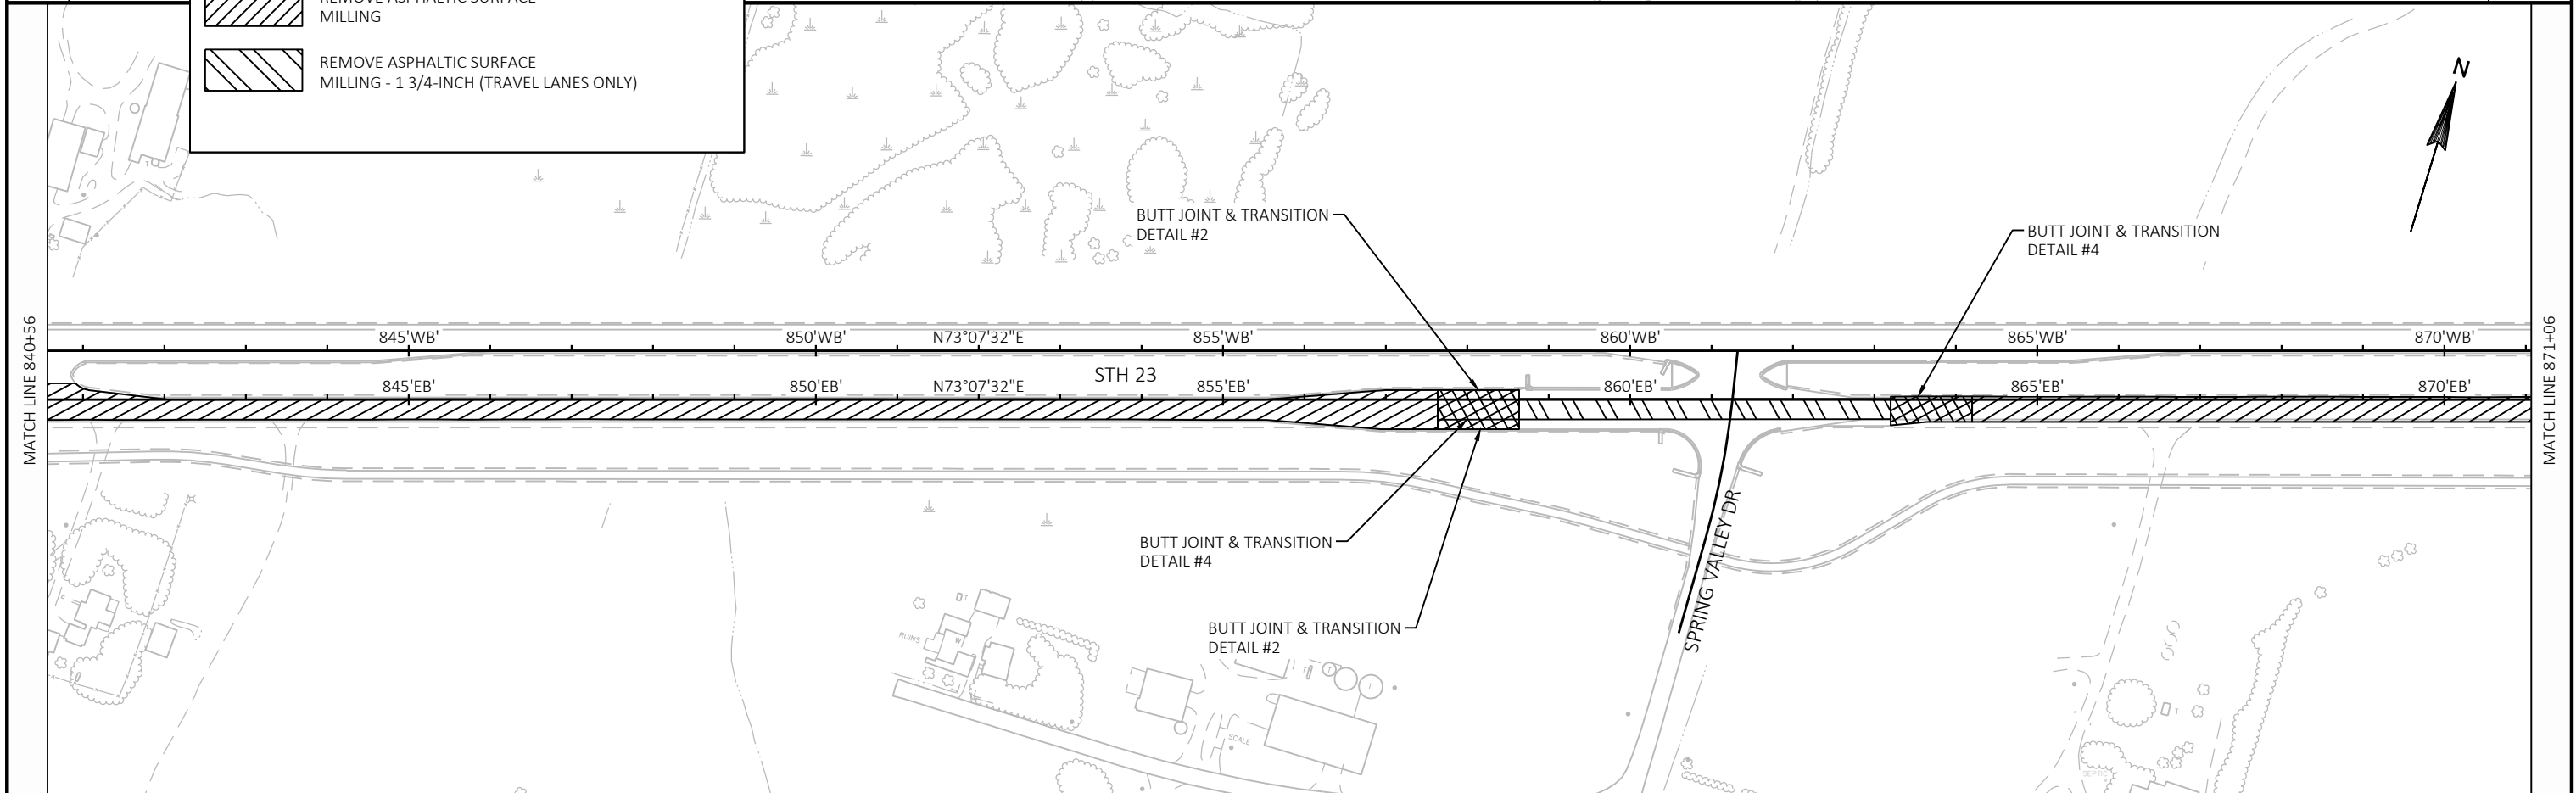 REMOVE ASPHALTIC SURFACE
MILLING
REMOVE ASPHALTIC SURFACE
MILLING - 1 3/4-INCH (TRAVEL LANES ONLY)
N
BUTT JOINT & TRANSITION
DETAIL #2
BUTT JOINT & TRANSITION
DETAIL #4
MATCH LINE 840+56
MATCH LINE 871+06
845'WB'
850'WB'
N73°07'32"E
855'WB'
860'WB'
865'WB'
870'WB'
STH 23
845'EB'
850'EB'
N73°07'32"E
855'EB'
860'EB'
865'EB'
870'EB'
BUTT JOINT & TRANSITION
DETAIL #4
BUTT JOINT & TRANSITION
DETAIL #2
SPRING VALLEY DR
RUINS
W
T
SCALE
T
T
T
T
SEPTIC
T